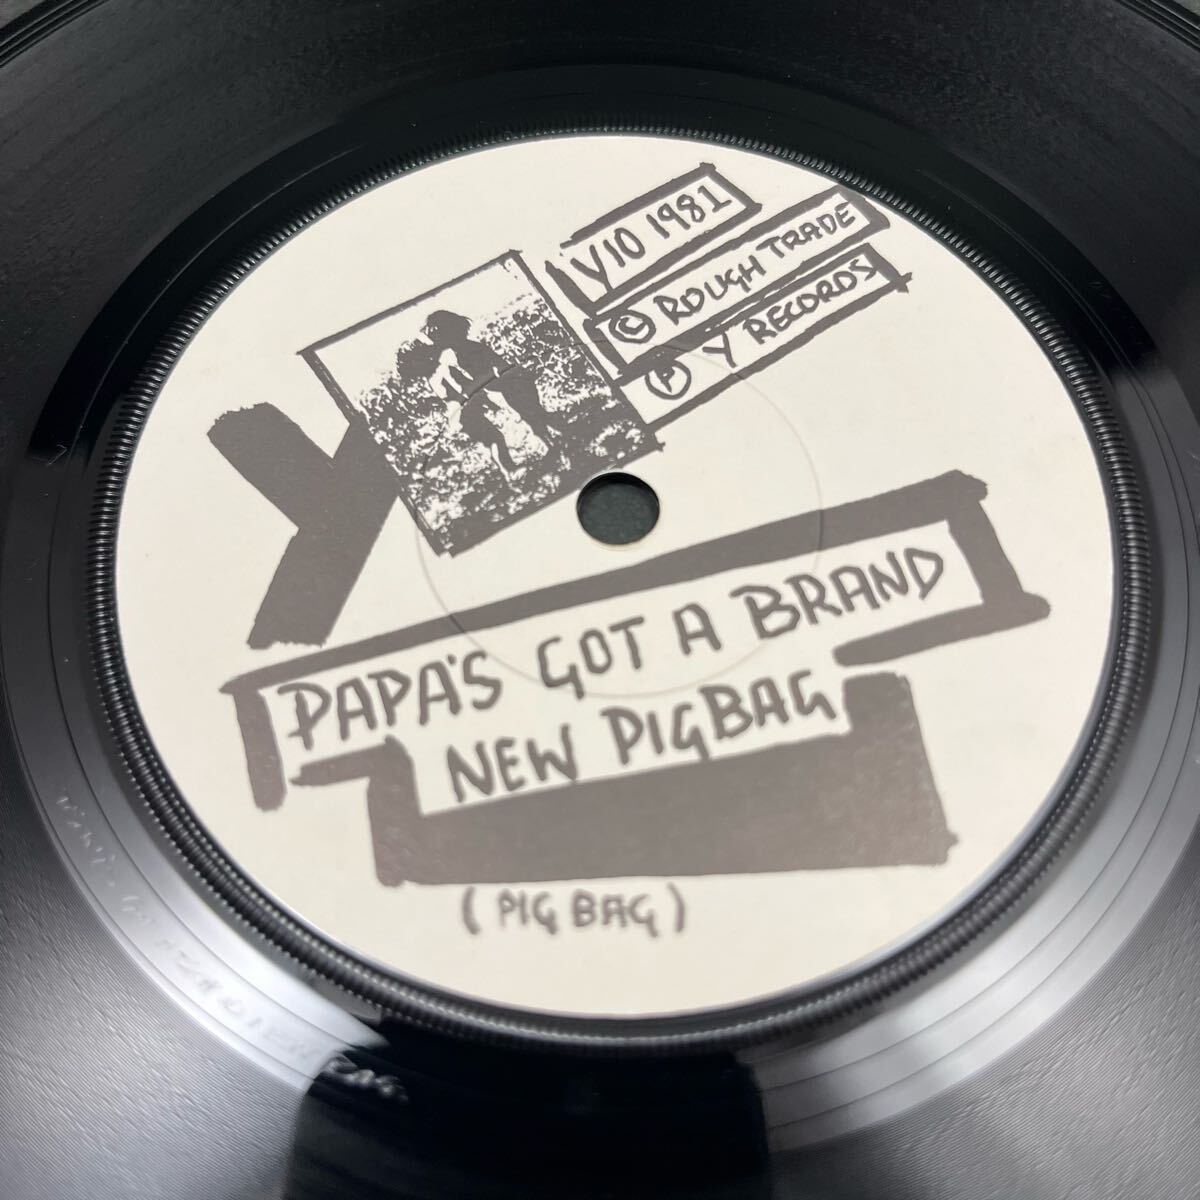 Y10 1981
© ROUGH TRADE
℗ Y RECORDS
Y
PAPA'S GOT A BRAND
NEW PIGBAG
(PIG BAG)